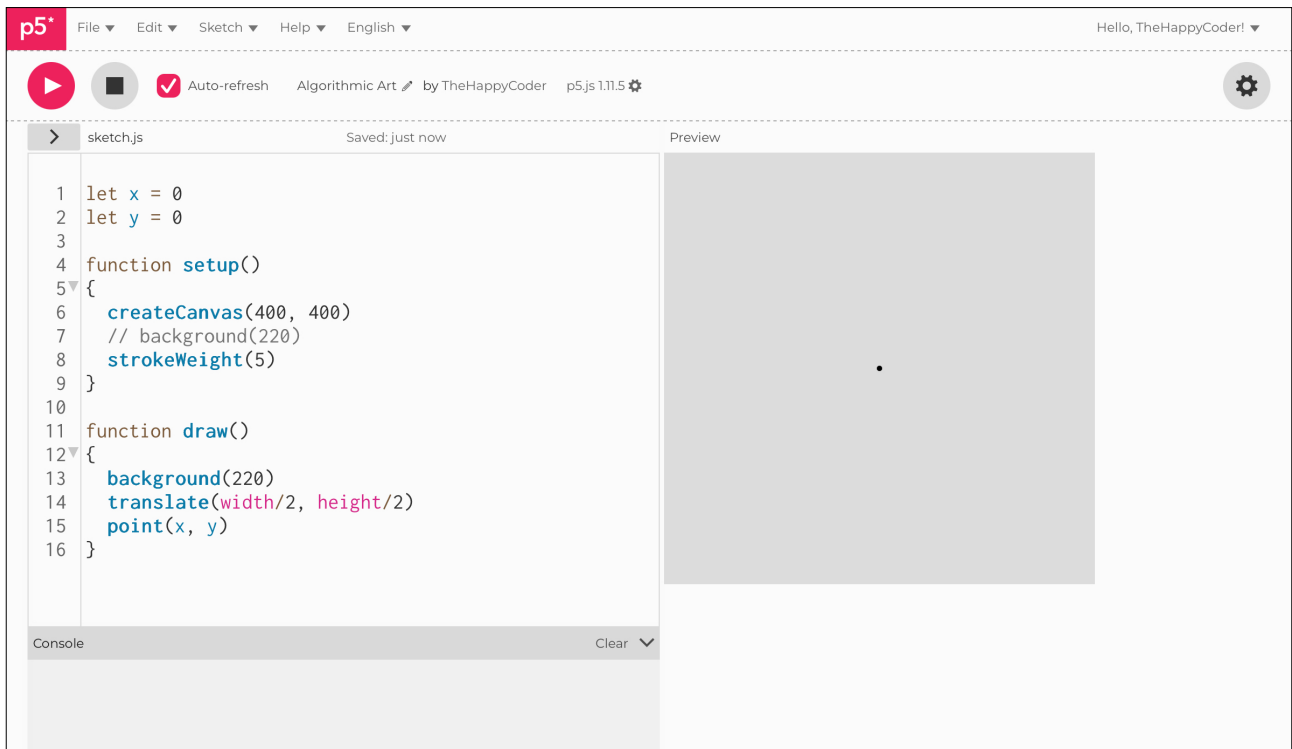 p5* File Edit Sketch Help English Hello, TheHappyCoder!
Auto-refresh Algorithmic Art by TheHappyCoder p5.js 1.11.5
sketch.js Saved: just now Preview
1 let x = 0
2 let y = 0
3
4 function setup()
5 {
6 createCanvas(400, 400)
7 // background(220)
8 strokeWeight(5)
9 }
10
11 function draw()
12 {
13 background(220)
14 translate(width/2, height/2)
15 point(x, y)
16 }
Console Clear